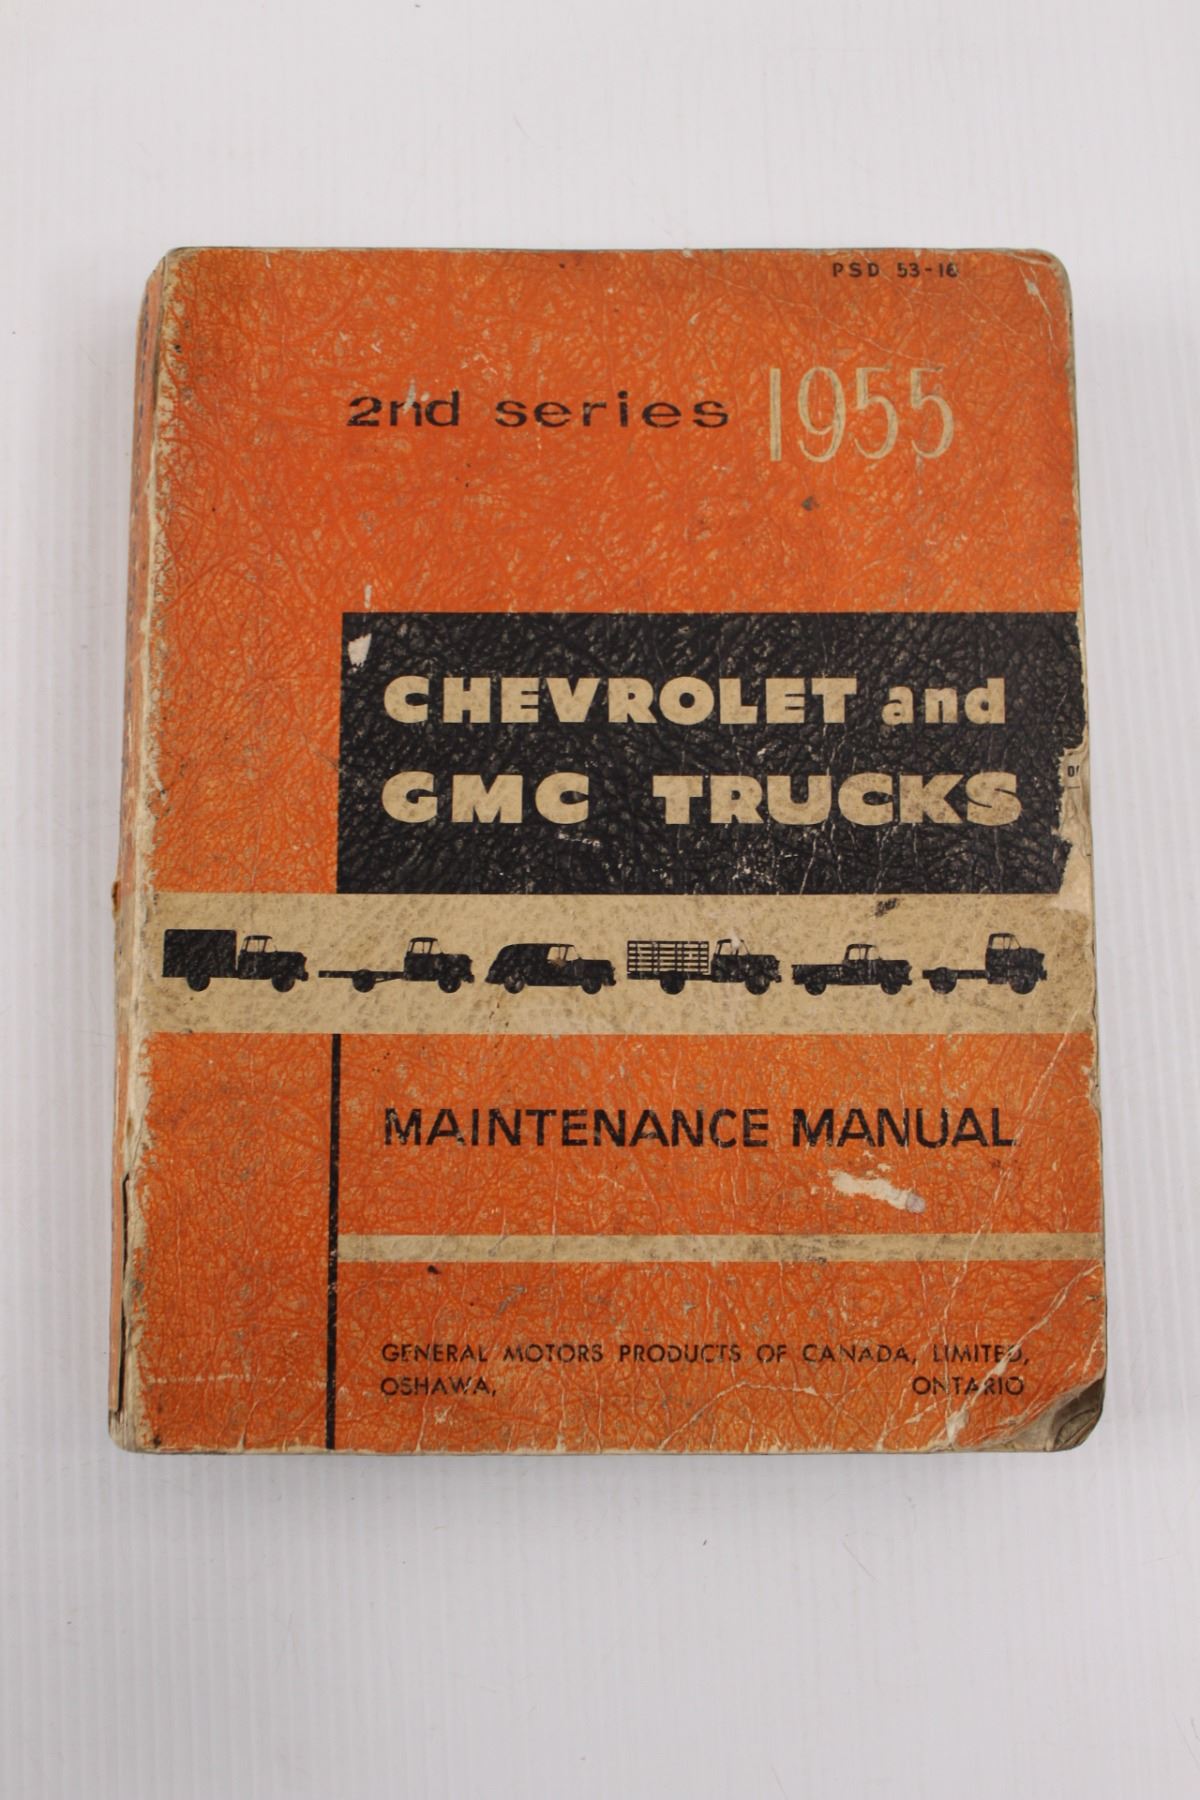 PSD 53-16
2nd series 1955
CHEVROLET and
GMC TRUCKS
MAINTENANCE MANUAL
GENERAL MOTORS PRODUCTS OF CANADA, LIMITED,
OSHAWA, ONTARIO